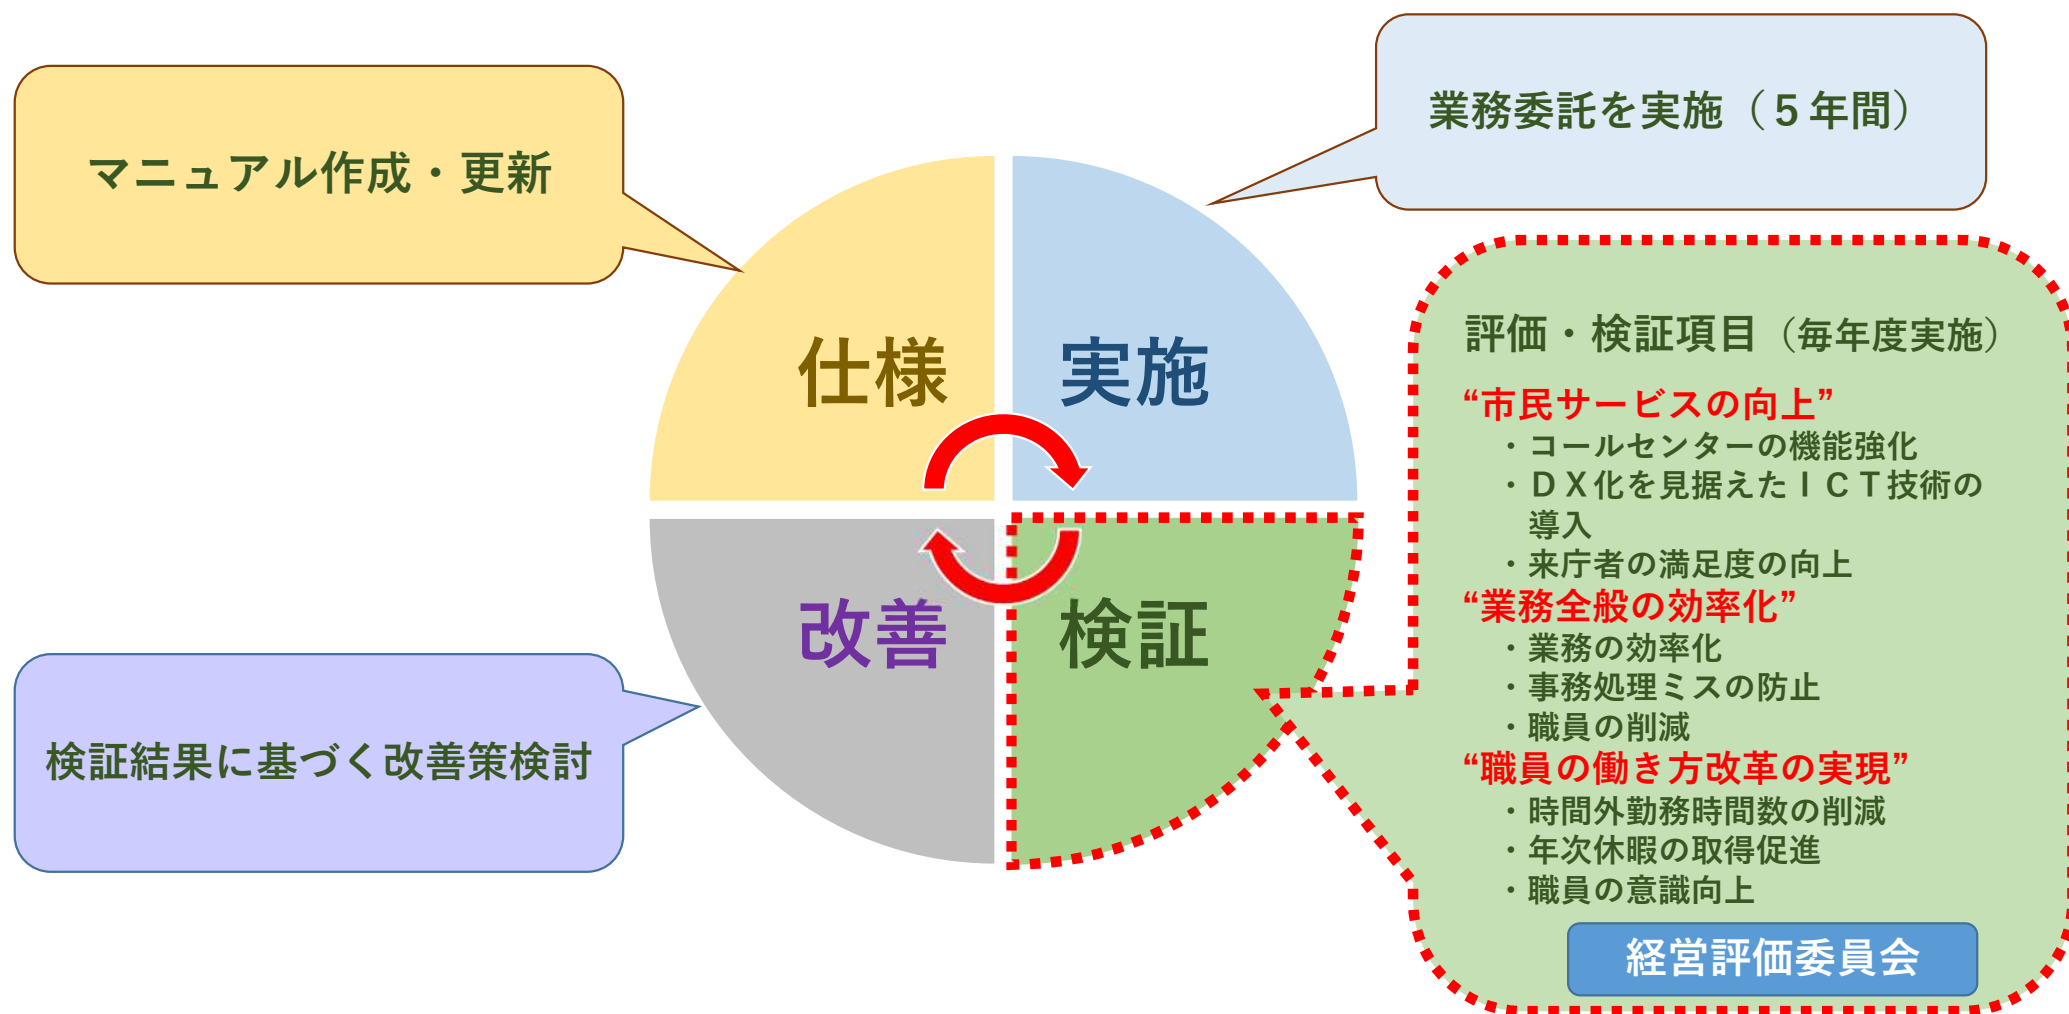 マニュアル作成・更新
業務委託を実施（５年間）
仕様
実施
改善
検証
検証結果に基づく改善策検討
評価・検証項目（毎年度実施）
“市民サービスの向上”
・コールセンターの機能強化
・ＤＸ化を見据えたＩＣＴ技術の
導入
・来庁者の満足度の向上
“業務全般の効率化”
・業務の効率化
・事務処理ミスの防止
・職員の削減
“職員の働き方改革の実現”
・時間外勤務時間数の削減
・年次休暇の取得促進
・職員の意識向上
経営評価委員会